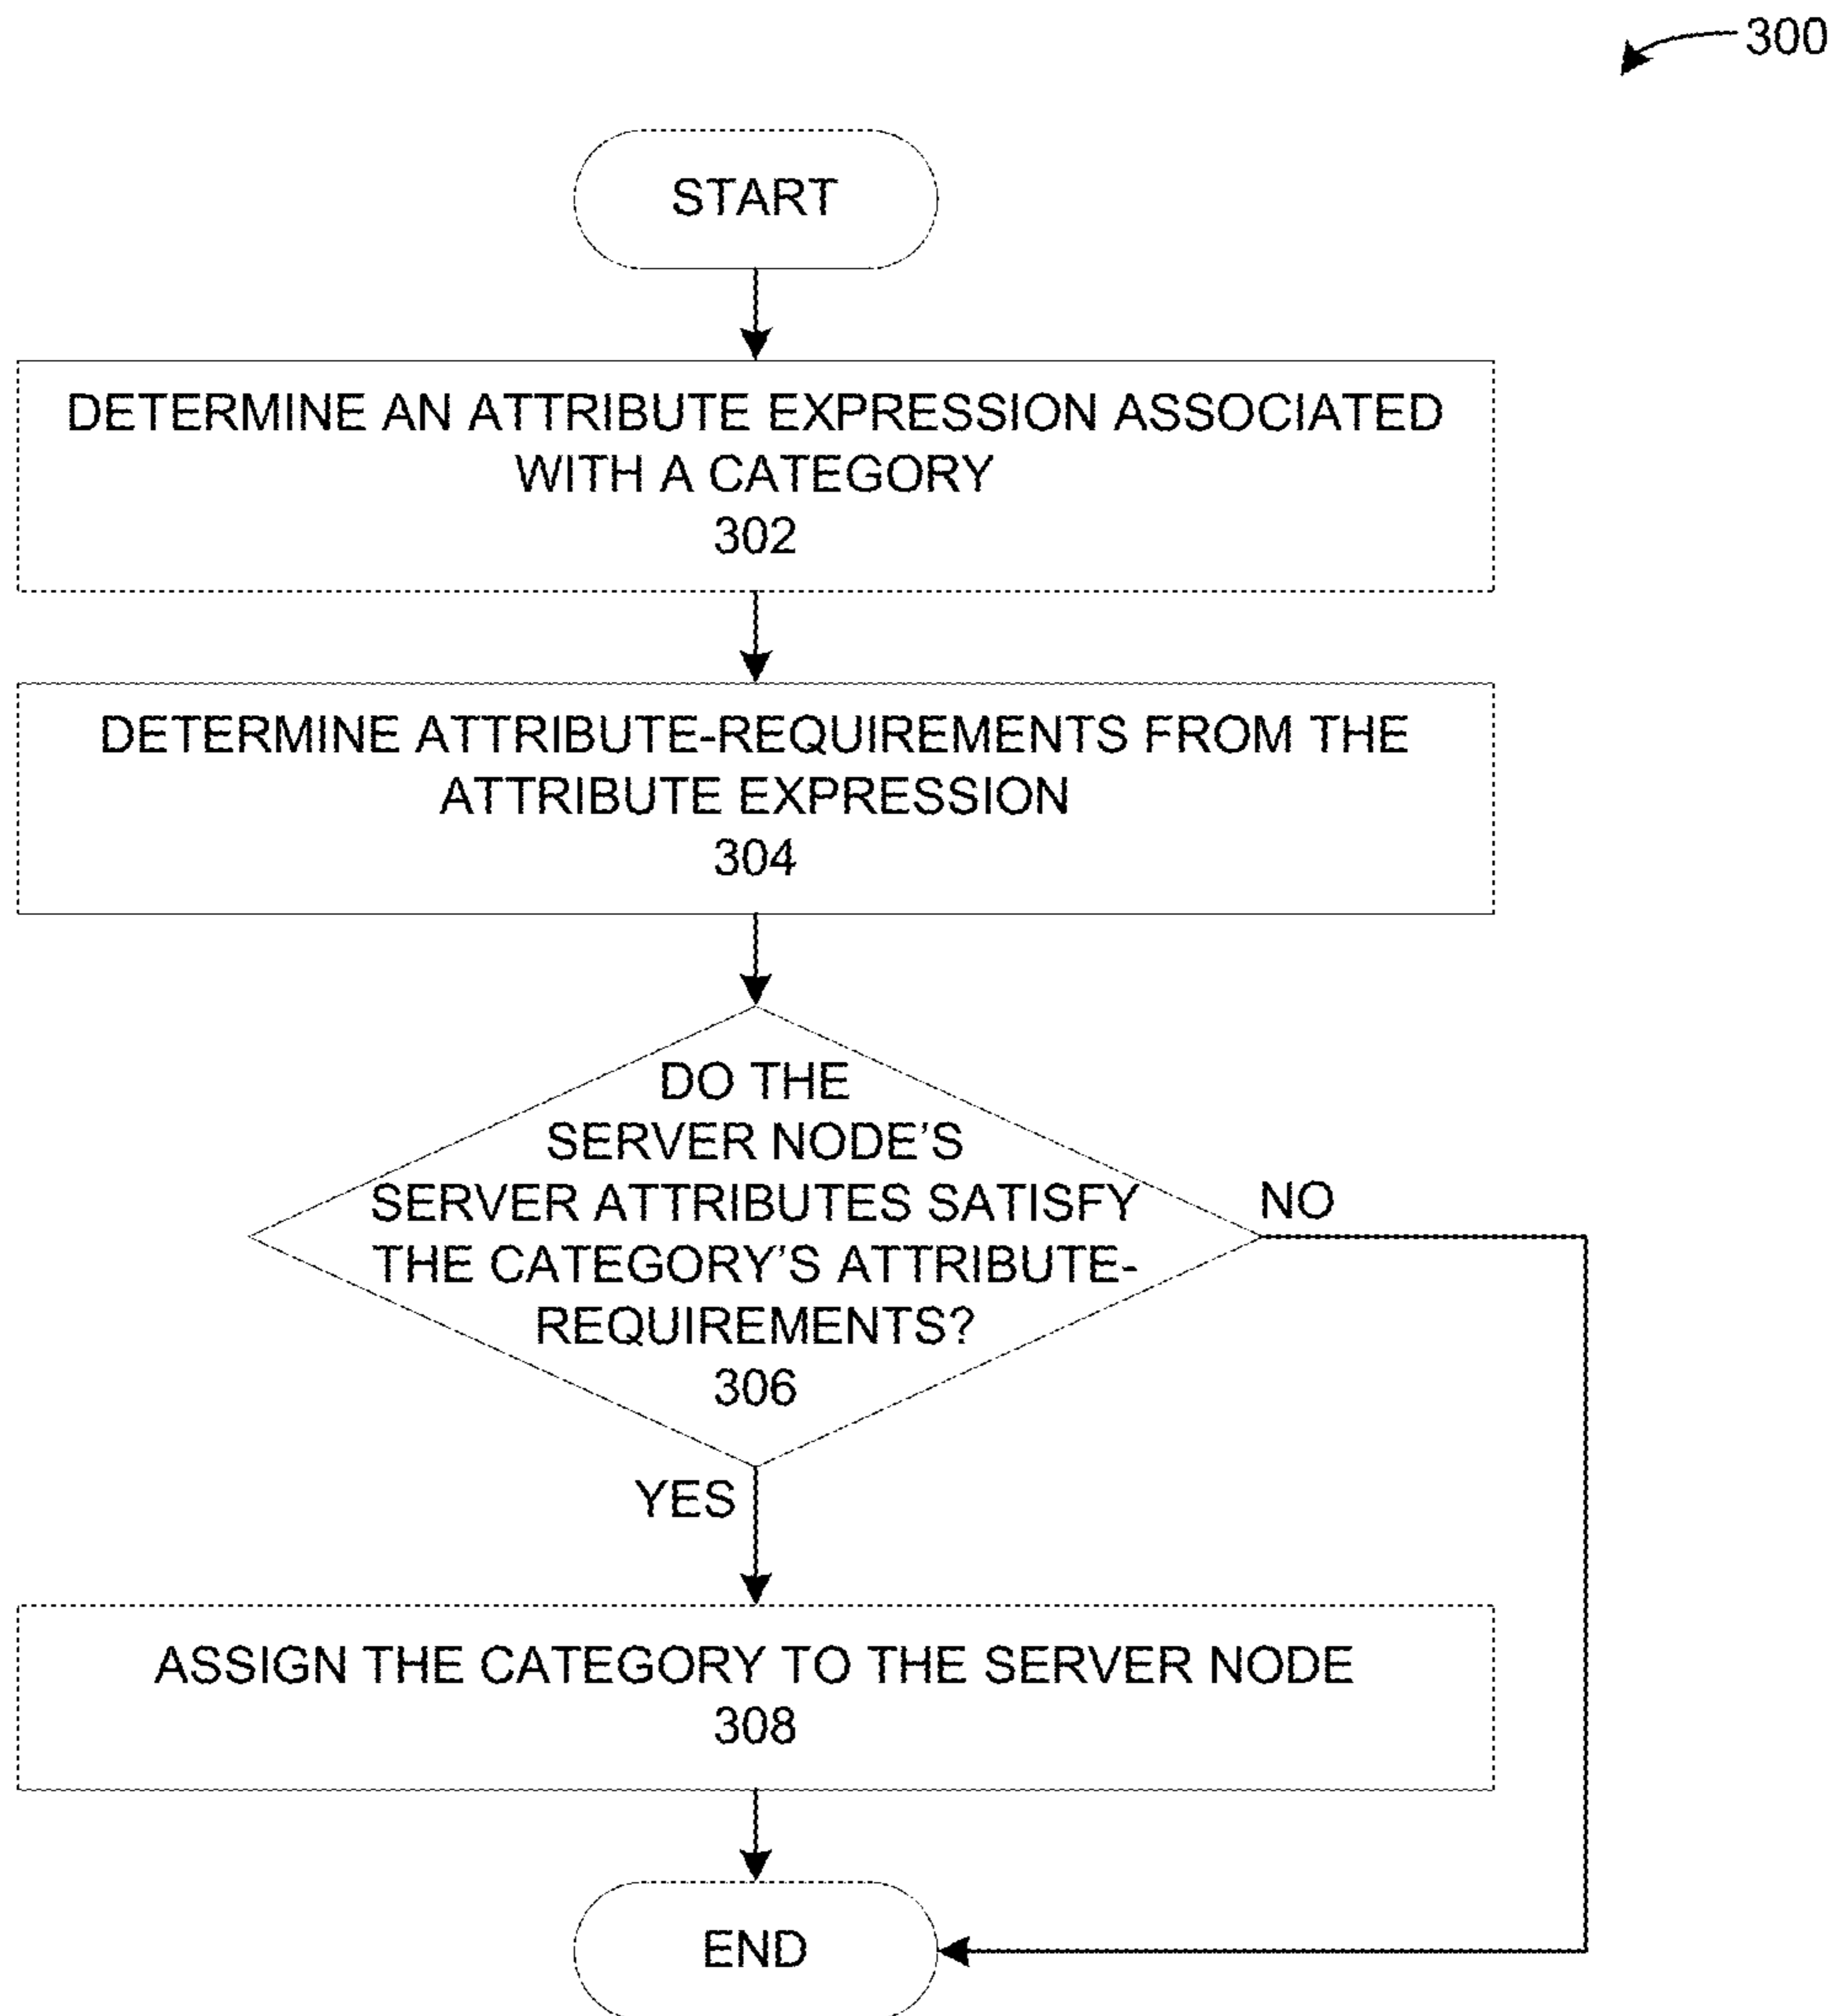 300
START
DETERMINE AN ATTRIBUTE EXPRESSION ASSOCIATED
WITH A CATEGORY
302
DETERMINE ATTRIBUTE-REQUIREMENTS FROM THE
ATTRIBUTE EXPRESSION
304
DO THE
SERVER NODE'S
SERVER ATTRIBUTES SATISFY
THE CATEGORY'S ATTRIBUTE-
REQUIREMENTS?
306
NO
YES
ASSIGN THE CATEGORY TO THE SERVER NODE
308
END